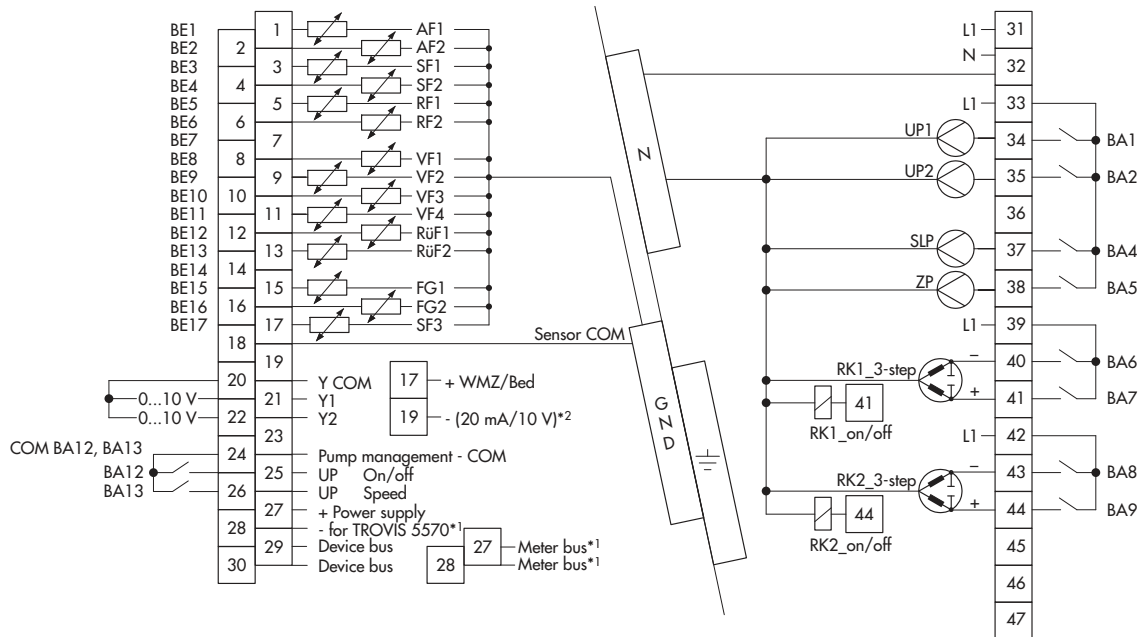 BE1 1 AF1
BE2 2 AF2
BE3 3 SF1
BE4 4 SF2
BE5 5 RF1
BE6 6 RF2
BE7 7
BE8 8 VF1
BE9 9 VF2
BE10 10 VF3
BE11 11 VF4
BE12 12 RüF1
BE13 13 RüF2
BE14 14
BE15 15 FG1
BE16 16 FG2
BE17 17 SF3
18 Sensor COM
19
20 Y COM
0...10 V 21 Y1
0...10 V 22 Y2
17 + WMZ/Bed
19 - (20 mA/10 V)*2
23
COM BA12, BA13
24 Pump management - COM
BA12 25 UP On/off
BA13 26 UP Speed
27 + Power supply
28 - for TROVIS 5570*1
29 Device bus
30 Device bus
27 Meter bus*1
28 Meter bus*1
N
GND
L1 31
N 32
L1 33
UP1 34 BA1
UP2 35 BA2
36
SLP 37 BA4
ZP 38 BA5
L1 39
RK1_3-step − 40 BA6
+ 41 BA7
41
RK1_on/off
L1 42
RK2_3-step − 43 BA8
+ 44 BA9
44
RK2_on/off
45
46
47